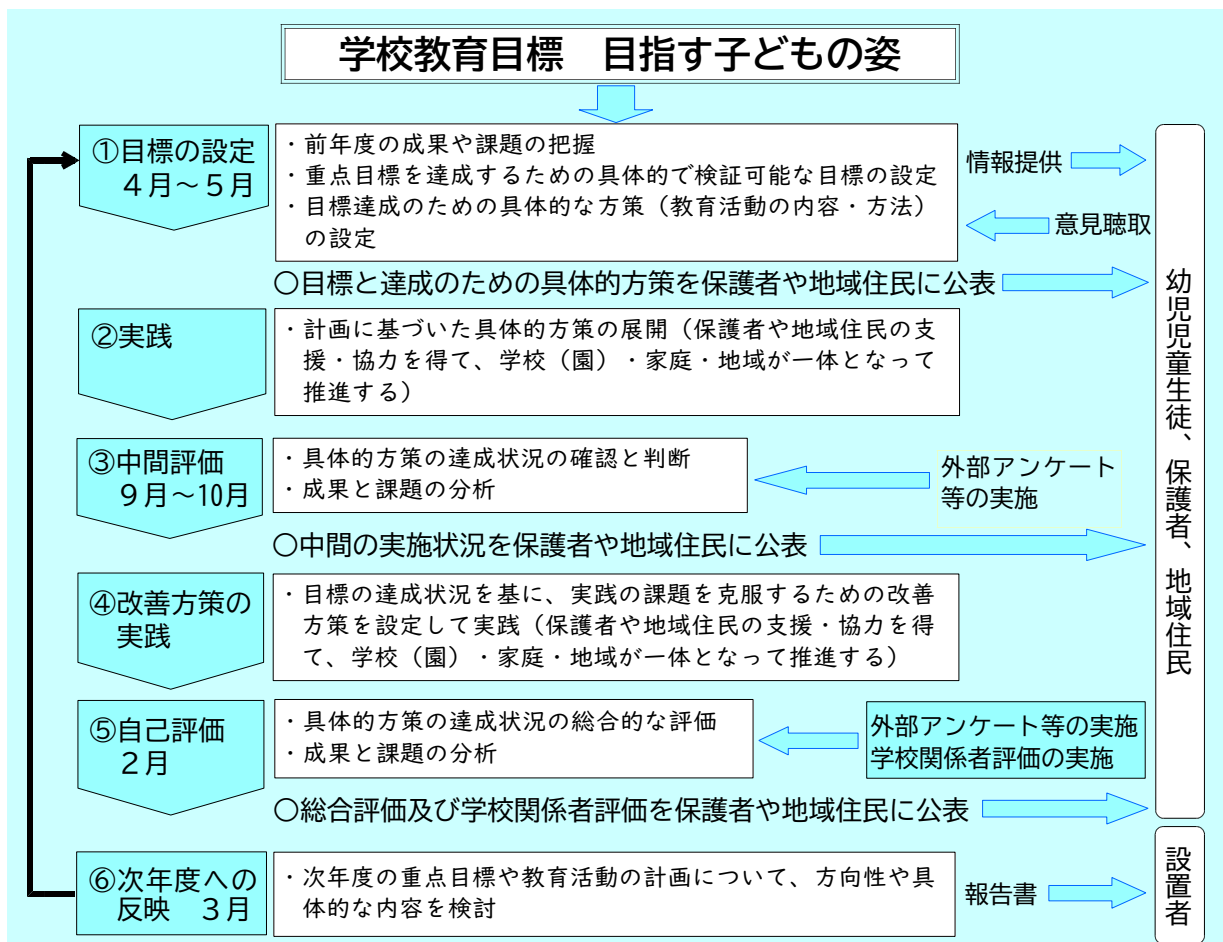 学校教育目標　目指す子どもの姿
①目標の設定
４月～５月
・前年度の成果や課題の把握
・重点目標を達成するための具体的で検証可能な目標の設定
・目標達成のための具体的な方策（教育活動の内容・方法）
の設定
情報提供
意見聴取
〇目標と達成のための具体的方策を保護者や地域住民に公表
②実践
・計画に基づいた具体的方策の展開（保護者や地域住民の支
援・協力を得て、学校（園）・家庭・地域が一体となって
推進する）
③中間評価
９月～10月
・具体的方策の達成状況の確認と判断
・成果と課題の分析
外部アンケート
等の実施
〇中間の実施状況を保護者や地域住民に公表
④改善方策の
実践
・目標の達成状況を基に、実践の課題を克服するための改善
方策を設定して実践（保護者や地域住民の支援・協力を得
て、学校（園）・家庭・地域が一体となって推進する）
⑤自己評価
２月
・具体的方策の達成状況の総合的な評価
・成果と課題の分析
外部アンケート等の実施
学校関係者評価の実施
〇総合評価及び学校関係者評価を保護者や地域住民に公表
⑥次年度への
反映　３月
・次年度の重点目標や教育活動の計画について、方向性や具
体的な内容を検討
報告書
幼児児童生徒、保護者、地域住民
設置者